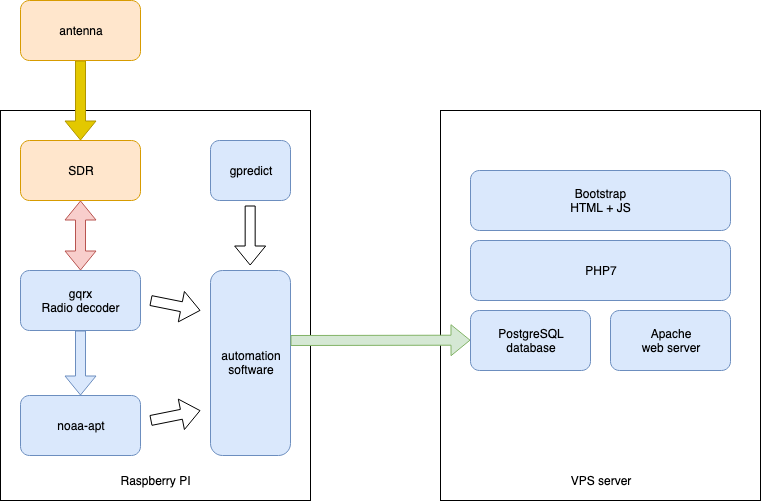 antenna
SDR
gpredict
gqrx
Radio decoder
automation
software
noaa-apt
Raspberry PI
Bootstrap
HTML + JS
PHP7
PostgreSQL
database
Apache
web server
VPS server